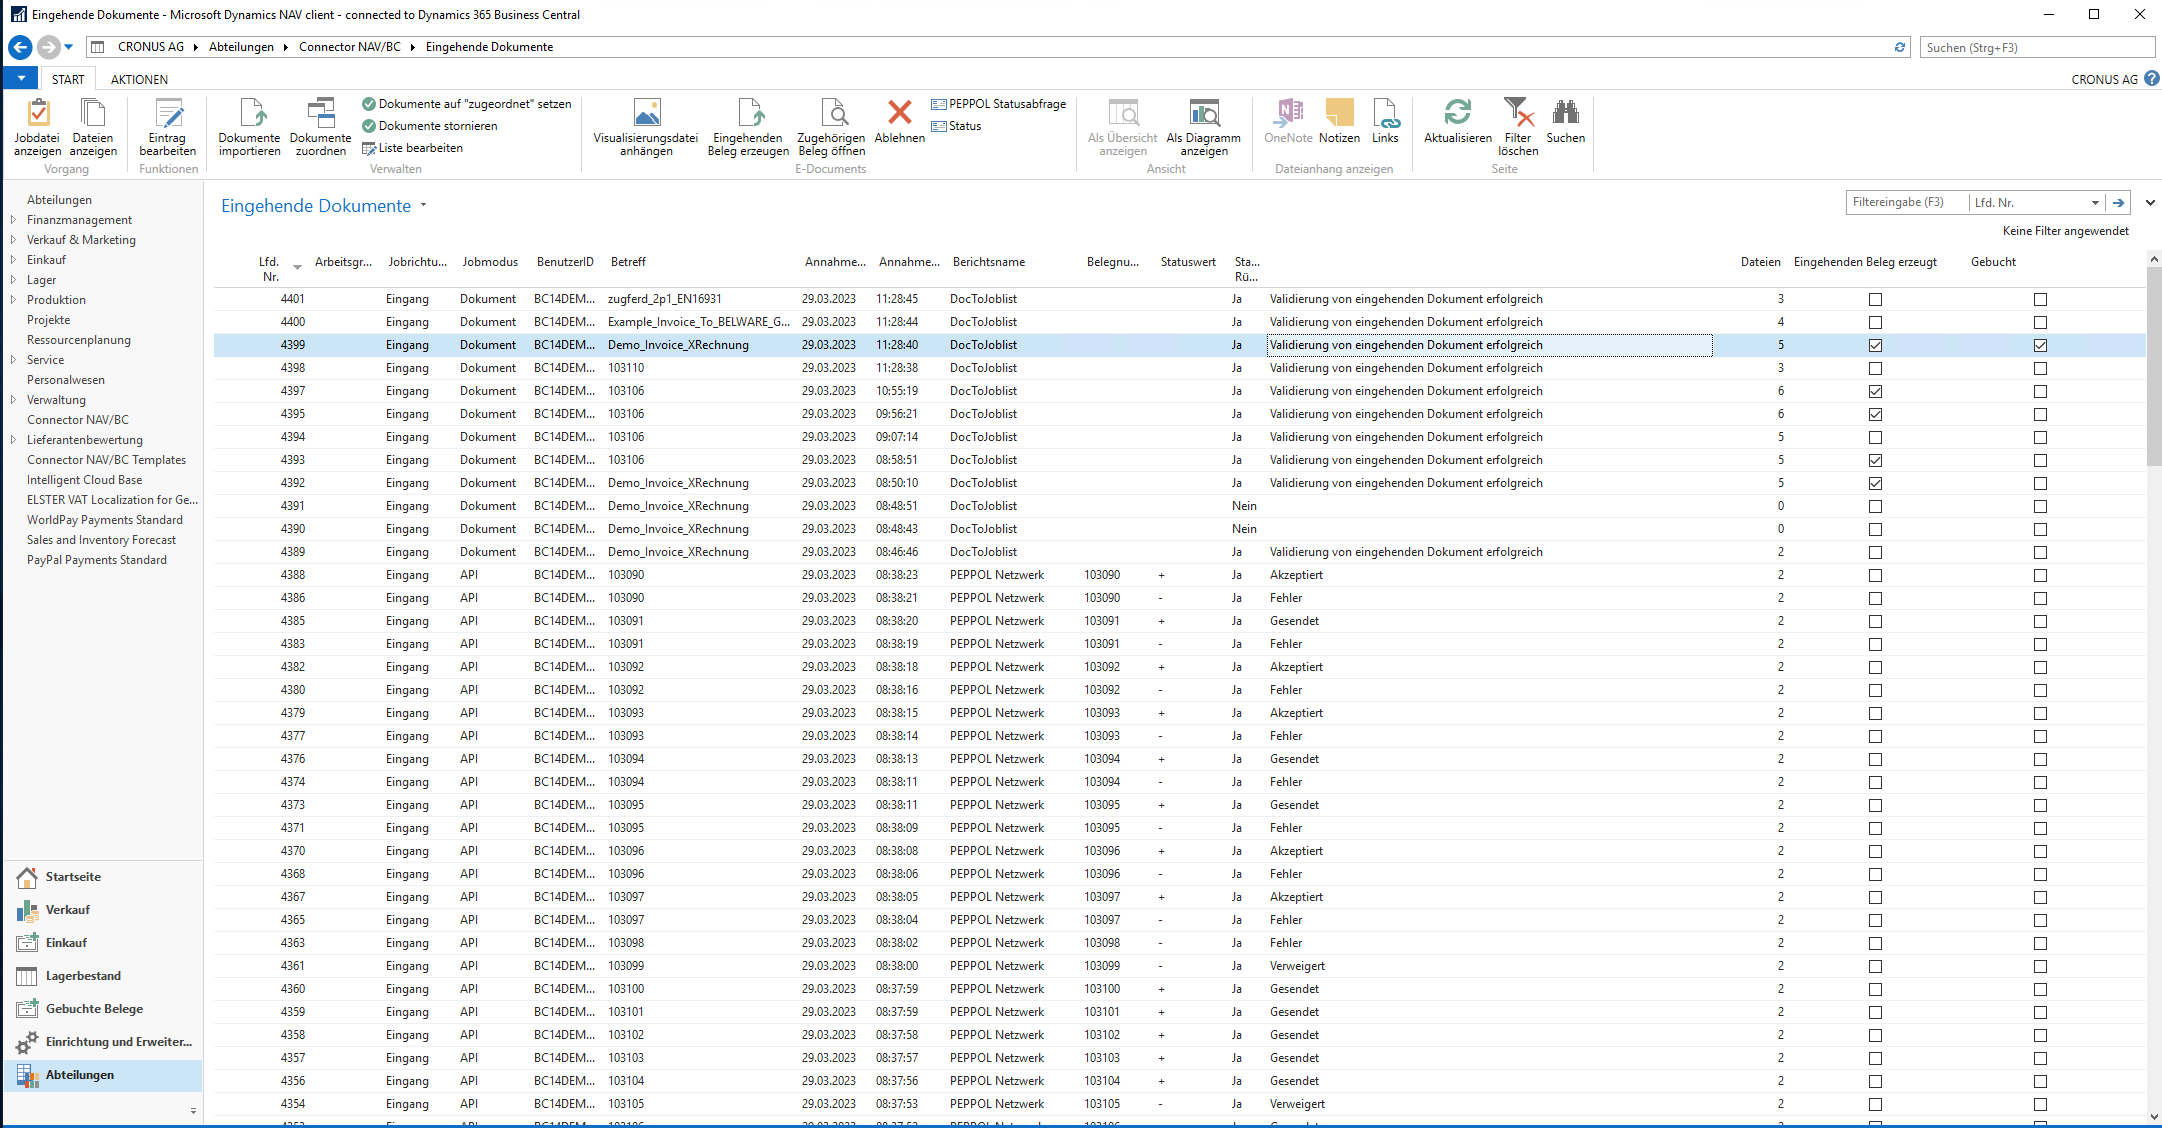 Eingehende Dokumente - Microsoft Dynamics NAV client - connected to Dynamics 365 Business Central
CRONUS AG Abteilungen Connector NAV/BC Eingehende Dokumente
Suchen (Strg+F3)
START AKTIONEN
CRONUS AG
Jobdatei anzeigen
Dateien anzeigen
Vorgang
Eintrag bearbeiten
Funktionen
Dokumente importieren
Dokumente zuordnen
Dokumente auf "zugeordnet" setzen
Dokumente stornieren
Liste bearbeiten
Verwalten
Visualisierungsdatei anhängen
Eingehenden Beleg erzeugen
Zugehörigen Beleg öffnen
Ablehnen
PEPPOL Statusabfrage
Status
E-Documents
Als Übersicht anzeigen
Als Diagramm anzeigen
Ansicht
OneNote
Notizen
Links
Dateianhang anzeigen
Aktualisieren
Filter löschen
Suchen
Seite
Abteilungen
Finanzmanagement
Verkauf & Marketing
Einkauf
Lager
Produktion
Projekte
Ressourcenplanung
Service
Personalwesen
Verwaltung
Connector NAV/BC
Lieferantenbewertung
Connector NAV/BC Templates
Intelligent Cloud Base
ELSTER VAT Localization for Ge...
WorldPay Payments Standard
Sales and Inventory Forecast
PayPal Payments Standard
Startseite
Verkauf
Einkauf
Lagerbestand
Gebuchte Belege
Einrichtung und Erweiter...
Abteilungen
Eingehende Dokumente
Filtereingabe (F3) Lfd. Nr.
Keine Filter angewendet
Lfd. Nr. Arbeitsgr... Jobrichtu... Jobmodus BenutzerID Betreff Annahme... Annahme... Berichtsname Belegnu... Statuswert Sta... Rü... Dateien Eingehenden Beleg erzeugt Gebucht
4401 Eingang Dokument BC14DEM... zugferd_2p1_EN16931 29.03.2023 11:28:45 DocToJoblist Ja Validierung von eingehenden Dokument erfolgreich 3
4400 Eingang Dokument BC14DEM... Example_Invoice_To_BELWARE_G... 29.03.2023 11:28:44 DocToJoblist Ja Validierung von eingehenden Dokument erfolgreich 4
4399 Eingang Dokument BC14DEM... Demo_Invoice_XRechnung 29.03.2023 11:28:40 DocToJoblist Ja Validierung von eingehenden Dokument erfolgreich 5
4398 Eingang Dokument BC14DEM... 103110 29.03.2023 11:28:38 DocToJoblist Ja Validierung von eingehenden Dokument erfolgreich 3
4397 Eingang Dokument BC14DEM... 103106 29.03.2023 10:55:19 DocToJoblist Ja Validierung von eingehenden Dokument erfolgreich 6
4395 Eingang Dokument BC14DEM... 103106 29.03.2023 09:56:21 DocToJoblist Ja Validierung von eingehenden Dokument erfolgreich 6
4394 Eingang Dokument BC14DEM... 103106 29.03.2023 09:07:14 DocToJoblist Ja Validierung von eingehenden Dokument erfolgreich 5
4393 Eingang Dokument BC14DEM... 103106 29.03.2023 08:58:51 DocToJoblist Ja Validierung von eingehenden Dokument erfolgreich 5
4392 Eingang Dokument BC14DEM... Demo_Invoice_XRechnung 29.03.2023 08:50:10 DocToJoblist Ja Validierung von eingehenden Dokument erfolgreich 5
4391 Eingang Dokument BC14DEM... Demo_Invoice_XRechnung 29.03.2023 08:48:51 DocToJoblist Nein 0
4390 Eingang Dokument BC14DEM... Demo_Invoice_XRechnung 29.03.2023 08:48:43 DocToJoblist Nein 0
4389 Eingang Dokument BC14DEM... Demo_Invoice_XRechnung 29.03.2023 08:46:46 DocToJoblist Ja Validierung von eingehenden Dokument erfolgreich 2
4388 Eingang API BC14DEM... 103090 29.03.2023 08:38:23 PEPPOL Netzwerk 103090 + Ja Akzeptiert 2
4386 Eingang API BC14DEM... 103090 29.03.2023 08:38:21 PEPPOL Netzwerk 103090 - Ja Fehler 2
4385 Eingang API BC14DEM... 103091 29.03.2023 08:38:20 PEPPOL Netzwerk 103091 + Ja Gesendet 2
4383 Eingang API BC14DEM... 103091 29.03.2023 08:38:19 PEPPOL Netzwerk 103091 - Ja Fehler 2
4382 Eingang API BC14DEM... 103092 29.03.2023 08:38:18 PEPPOL Netzwerk 103092 + Ja Akzeptiert 2
4380 Eingang API BC14DEM... 103092 29.03.2023 08:38:16 PEPPOL Netzwerk 103092 - Ja Fehler 2
4379 Eingang API BC14DEM... 103093 29.03.2023 08:38:15 PEPPOL Netzwerk 103093 + Ja Akzeptiert 2
4377 Eingang API BC14DEM... 103093 29.03.2023 08:38:14 PEPPOL Netzwerk 103093 - Ja Fehler 2
4376 Eingang API BC14DEM... 103094 29.03.2023 08:38:13 PEPPOL Netzwerk 103094 + Ja Gesendet 2
4374 Eingang API BC14DEM... 103094 29.03.2023 08:38:11 PEPPOL Netzwerk 103094 - Ja Fehler 2
4373 Eingang API BC14DEM... 103095 29.03.2023 08:38:11 PEPPOL Netzwerk 103095 + Ja Gesendet 2
4371 Eingang API BC14DEM... 103095 29.03.2023 08:38:09 PEPPOL Netzwerk 103095 - Ja Fehler 2
4370 Eingang API BC14DEM... 103096 29.03.2023 08:38:08 PEPPOL Netzwerk 103096 + Ja Akzeptiert 2
4368 Eingang API BC14DEM... 103096 29.03.2023 08:38:06 PEPPOL Netzwerk 103096 - Ja Fehler 2
4367 Eingang API BC14DEM... 103097 29.03.2023 08:38:05 PEPPOL Netzwerk 103097 + Ja Akzeptiert 2
4365 Eingang API BC14DEM... 103097 29.03.2023 08:38:04 PEPPOL Netzwerk 103097 - Ja Fehler 2
4363 Eingang API BC14DEM... 103098 29.03.2023 08:38:02 PEPPOL Netzwerk 103098 - Ja Fehler 2
4361 Eingang API BC14DEM... 103099 29.03.2023 08:38:00 PEPPOL Netzwerk 103099 - Ja Verweigert 2
4360 Eingang API BC14DEM... 103100 29.03.2023 08:37:59 PEPPOL Netzwerk 103100 + Ja Gesendet 2
4359 Eingang API BC14DEM... 103101 29.03.2023 08:37:59 PEPPOL Netzwerk 103101 + Ja Gesendet 2
4358 Eingang API BC14DEM... 103102 29.03.2023 08:37:58 PEPPOL Netzwerk 103102 + Ja Gesendet 2
4357 Eingang API BC14DEM... 103103 29.03.2023 08:37:57 PEPPOL Netzwerk 103103 + Ja Gesendet 2
4356 Eingang API BC14DEM... 103104 29.03.2023 08:37:56 PEPPOL Netzwerk 103104 + Ja Gesendet 2
4354 Eingang API BC14DEM... 103105 29.03.2023 08:37:53 PEPPOL Netzwerk 103105 - Ja Verweigert 2